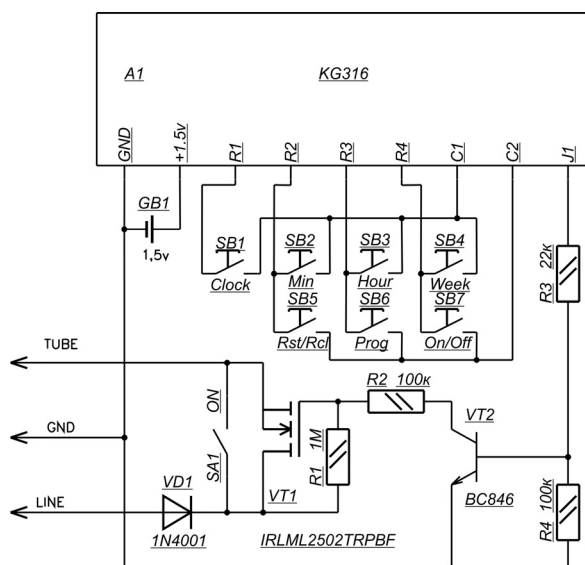 A1 KG316
GND +1.5v R1 R2 R3 R4 C1 C2 J1
GB1
1,5v
SB1 SB2 SB3 SB4
Clock Min Hour Week
SB5 SB6 SB7
Rst/Rcl Prog On/Off
R3 22к
TUBE
ON
SA1
R2 100к
VT2
GND
R1 1M
LINE
VD1
VT1
BC846
R4 100к
1N4001
IRLML2502TRPBF